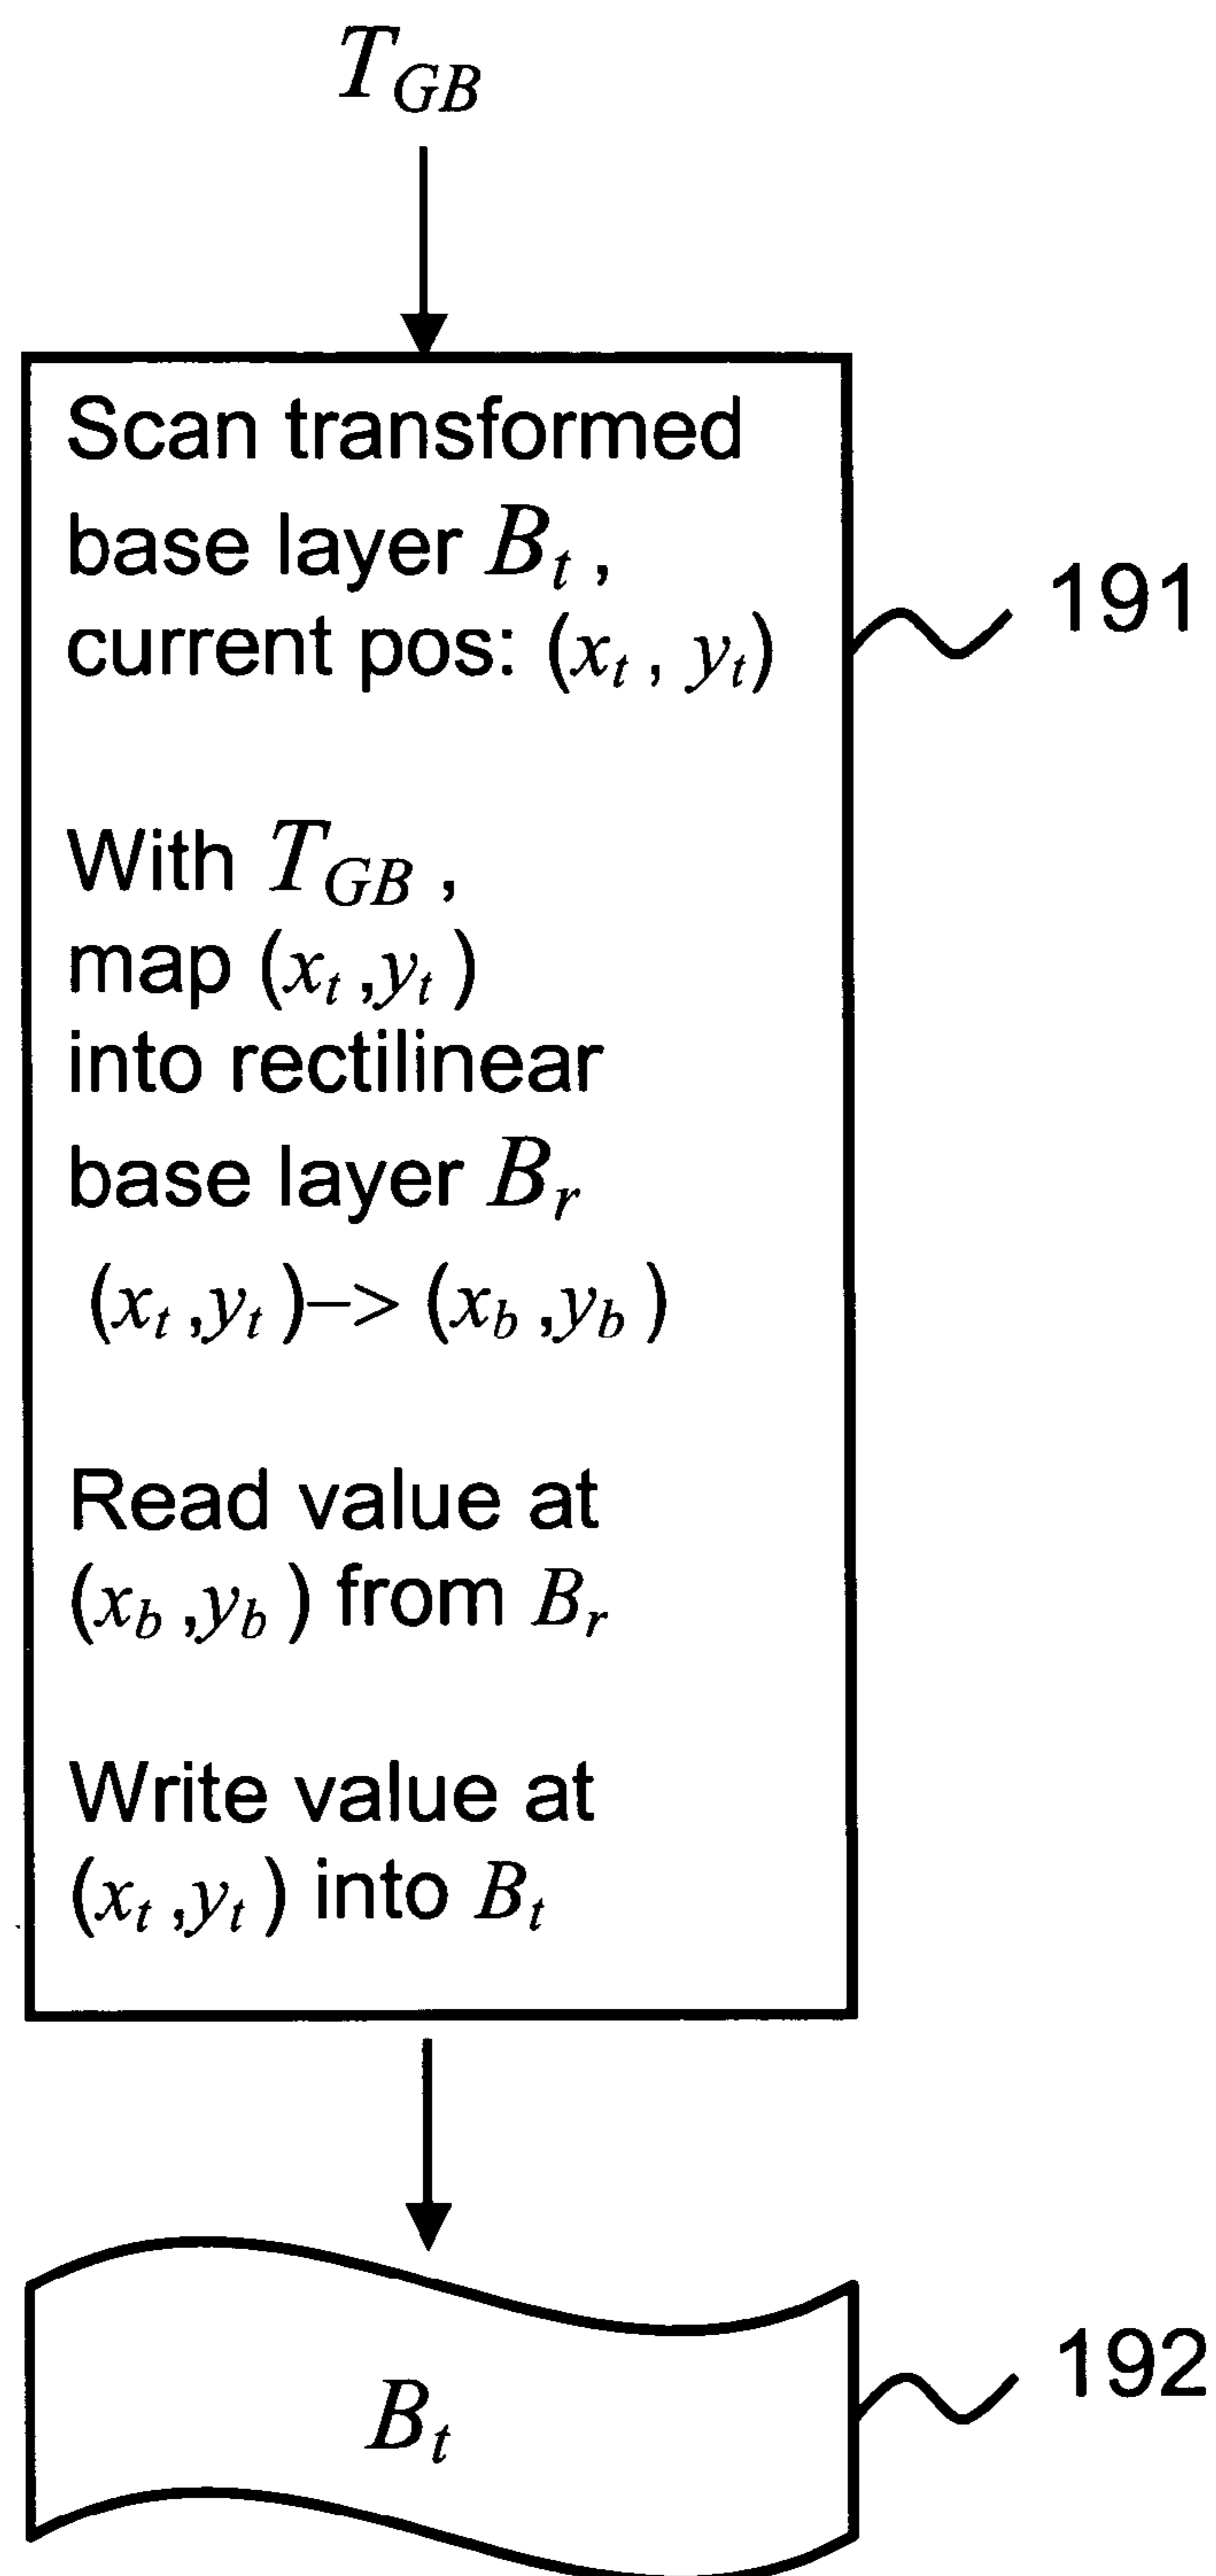 T_GB
Scan transformed
base layer B_t ,
current pos: (x_t , y_t)
191
With T_GB ,
map (x_t ,y_t )
into rectilinear
base layer B_r
(x_t ,y_t )–> (x_b ,y_b )
Read value at
(x_b ,y_b ) from B_r
Write value at
(x_t ,y_t ) into B_t
B_t
192